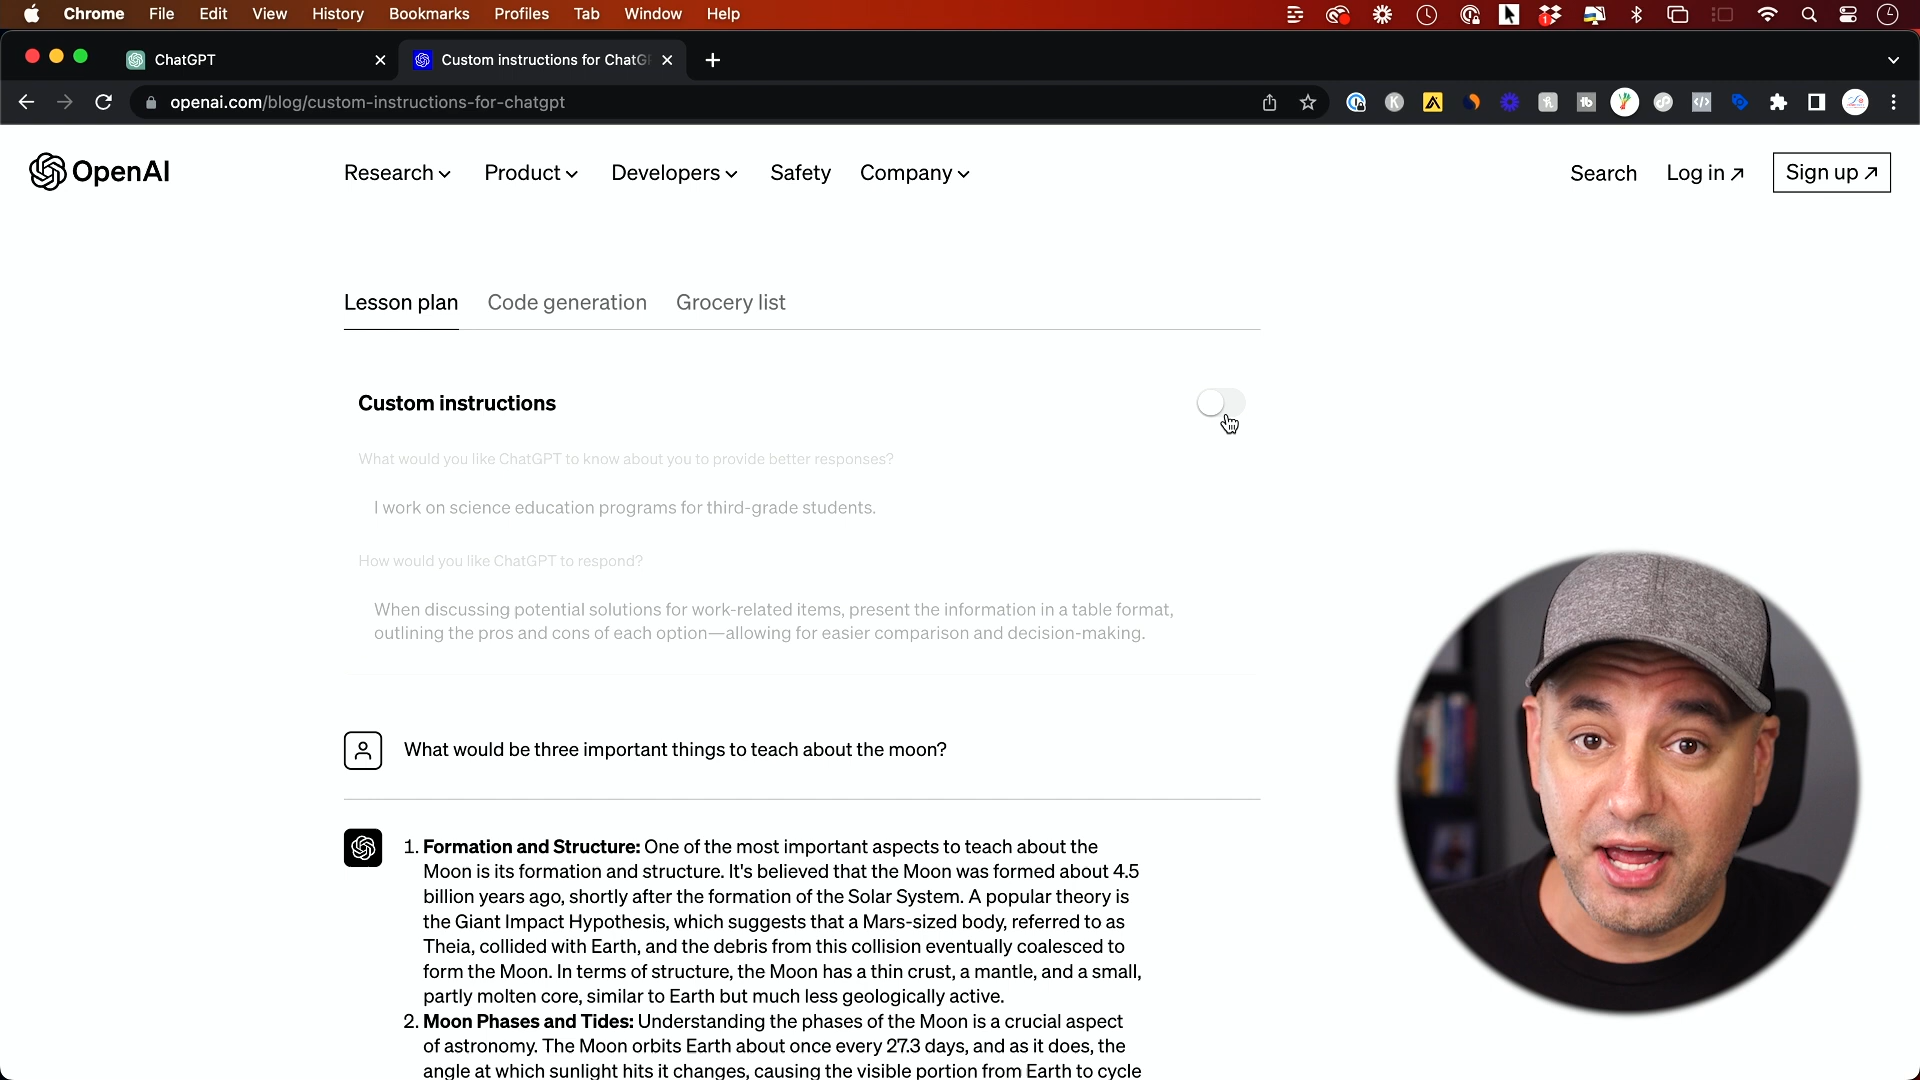 Chrome File Edit View History Bookmarks Profiles Tab Window Help
ChatGPT
Custom instructions for ChatG
openai.com/blog/custom-instructions-for-chatgpt
OpenAI
Research Product Developers Safety Company
Search Log in ↗ Sign up ↗
Lesson plan Code generation Grocery list
Custom instructions
What would you like ChatGPT to know about you to provide better responses?
I work on science education programs for third-grade students.
How would you like ChatGPT to respond?
When discussing potential solutions for work-related items, present the information in a table format,
outlining the pros and cons of each option—allowing for easier comparison and decision-making.
What would be three important things to teach about the moon?
1. Formation and Structure: One of the most important aspects to teach about the
Moon is its formation and structure. It's believed that the Moon was formed about 4.5
billion years ago, shortly after the formation of the Solar System. A popular theory is
the Giant Impact Hypothesis, which suggests that a Mars-sized body, referred to as
Theia, collided with Earth, and the debris from this collision eventually coalesced to
form the Moon. In terms of structure, the Moon has a thin crust, a mantle, and a small,
partly molten core, similar to Earth but much less geologically active.
2. Moon Phases and Tides: Understanding the phases of the Moon is a crucial aspect
of astronomy. The Moon orbits Earth about once every 27.3 days, and as it does, the
angle at which sunlight hits it changes, causing the visible portion from Earth to cycle